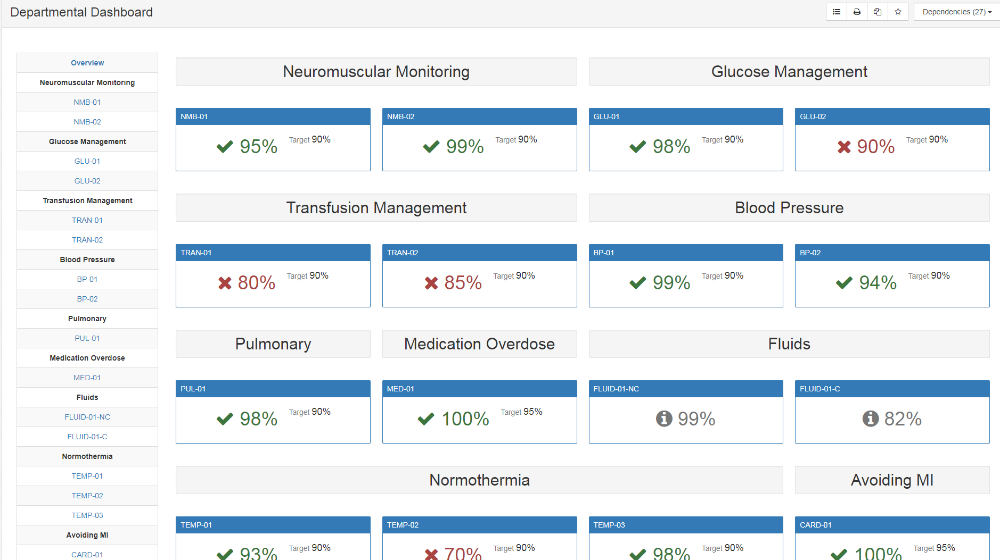 Departmental Dashboard
Dependencies (27)
Overview
Neuromuscular Monitoring
NMB-01
NMB-02
Glucose Management
GLU-01
GLU-02
Transfusion Management
TRAN-01
TRAN-02
Blood Pressure
BP-01
BP-02
Pulmonary
PUL-01
Medication Overdose
MED-01
Fluids
FLUID-01-NC
FLUID-01-C
Normothermia
TEMP-01
TEMP-02
TEMP-03
Avoiding MI
CARD-01
Neuromuscular Monitoring
Glucose Management
NMB-01
95% Target 90%
NMB-02
99% Target 90%
GLU-01
98% Target 90%
GLU-02
90% Target 90%
Transfusion Management
Blood Pressure
TRAN-01
80% Target 90%
TRAN-02
85% Target 90%
BP-01
99% Target 90%
BP-02
94% Target 90%
Pulmonary
Medication Overdose
Fluids
PUL-01
98% Target 90%
MED-01
100% Target 95%
FLUID-01-NC
99%
FLUID-01-C
82%
Normothermia
Avoiding MI
TEMP-01
93% Target 90%
TEMP-02
70% Target 90%
TEMP-03
98% Target 90%
CARD-01
100% Target 95%